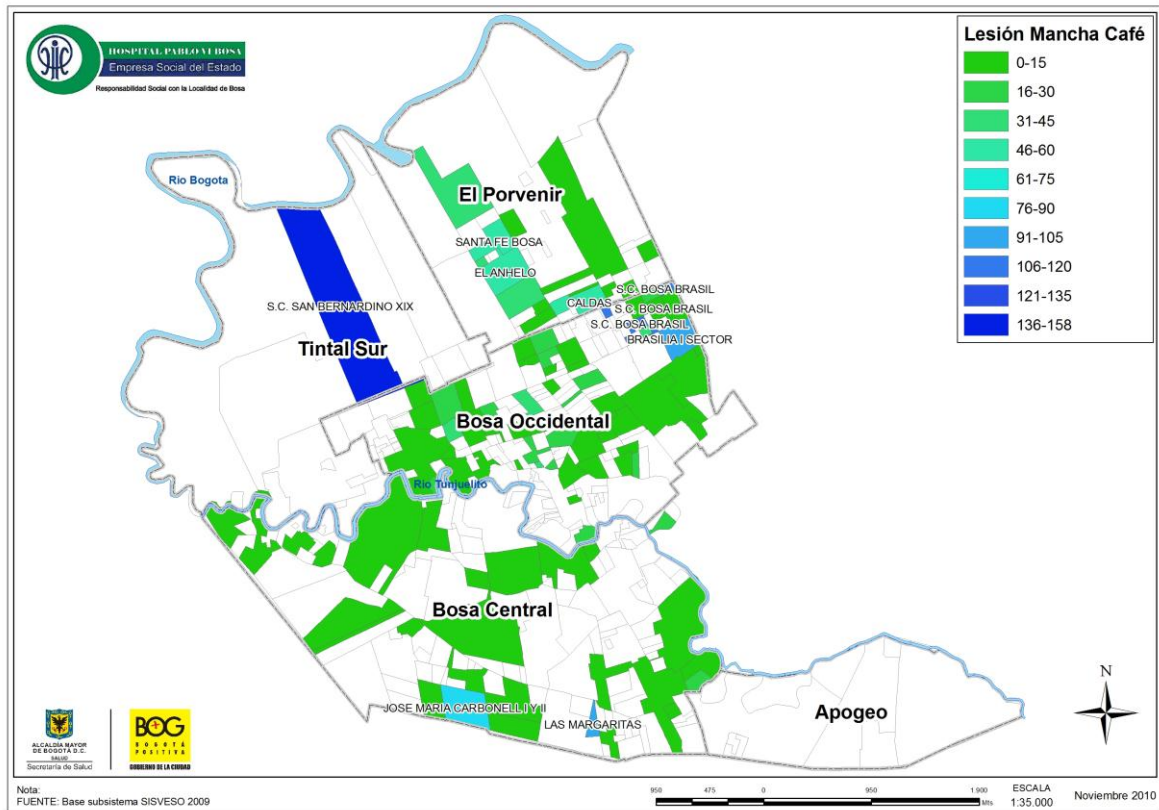 HOSPITAL PABLO VI BOSA
Empresa Social del Estado
Responsabilidad Social con la Localidad de Bosa
Lesión Mancha Café
0-15
16-30
31-45
46-60
61-75
76-90
91-105
106-120
121-135
136-158
Rio Bogota
El Porvenir
SANTA FE BOSA
EL ANHELO
S.C. BOSA BRASIL
CALDAS
S.C. BOSA BRASIL
S.C. BOSA BRASIL
BRASILIA I SECTOR
S.C. SAN BERNARDINO XIX
Tintal Sur
Bosa Occidental
Rio Tunjuelito
Bosa Central
JOSE MARIA CARBONELL I Y II
LAS MARGARITAS
Apogeo
N
ALCALDÍA MAYOR
DE BOGOTÁ D.C.
SALUD
Secretaría de Salud
BOG
BOGOTÁ
POSITIVA
GOBIERNO DE LA CIUDAD
Nota:
FUENTE: Base subsistema SISVESO 2009
950 475 0 950 1.900
Mts
ESCALA
1:35.000
Noviembre 2010